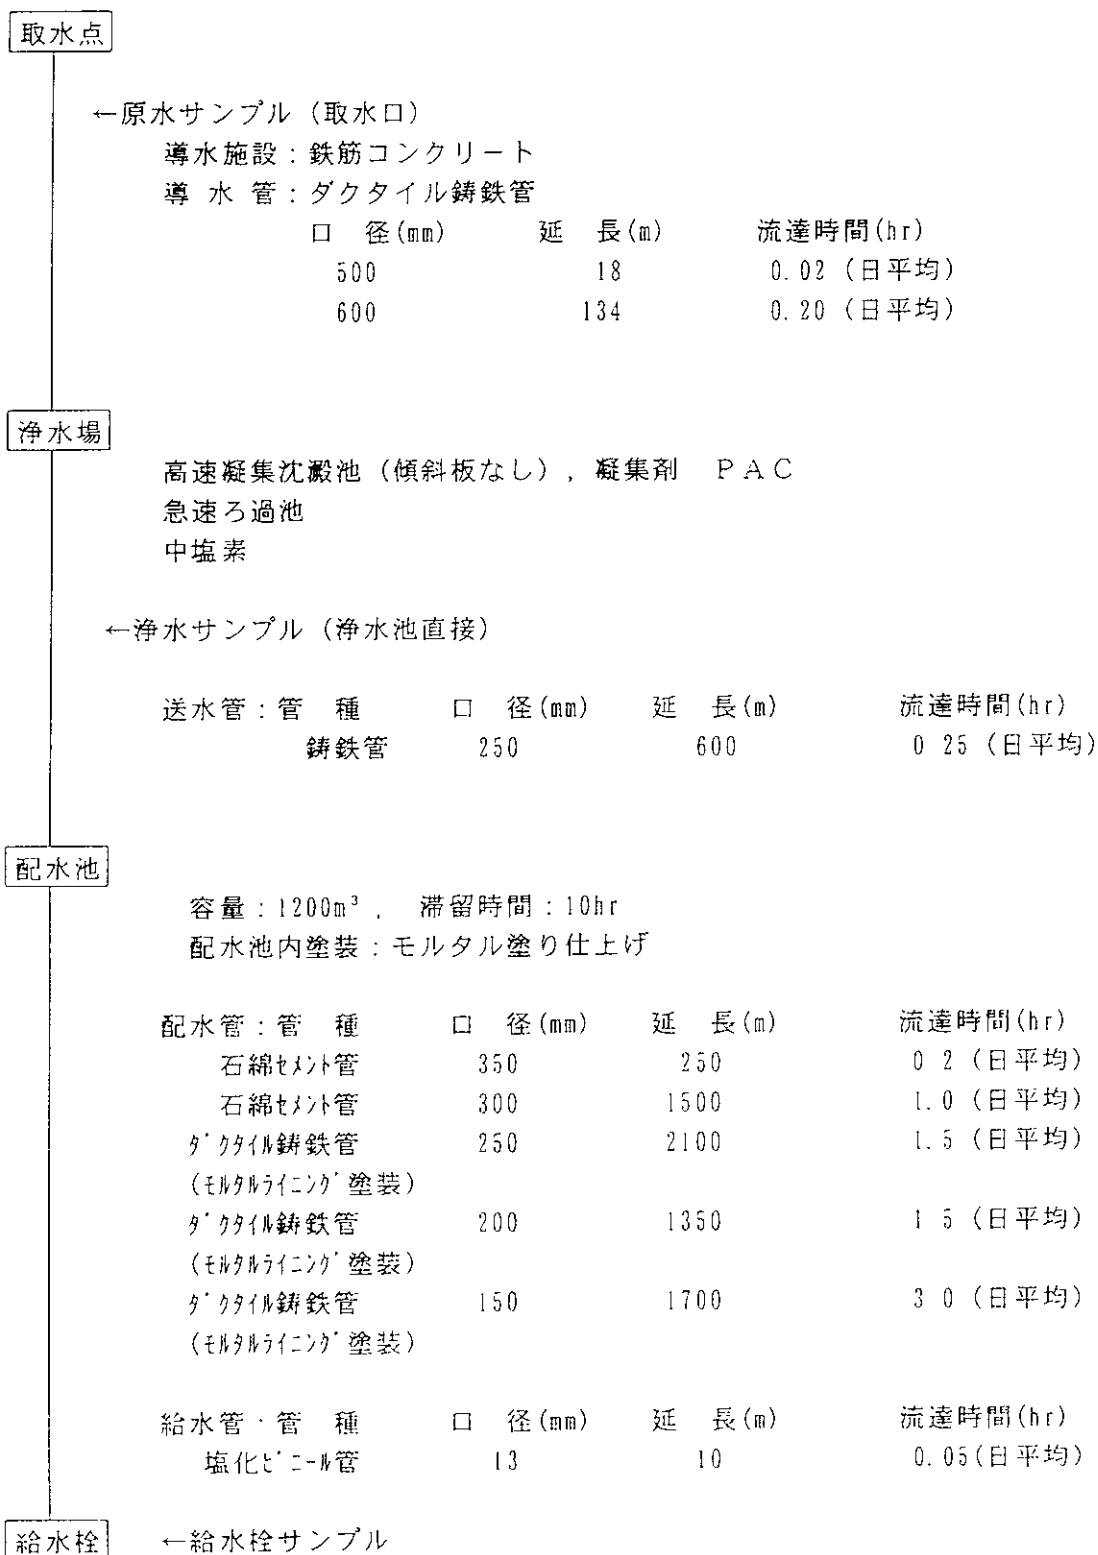 取水点
←原水サンプル（取水口）
導水施設：鉄筋コンクリート
導 水 管：ダクタイル鋳鉄管
口 径(mm) 延 長(m) 流達時間(hr)
500 18 0.02（日平均）
600 134 0.20（日平均）
浄水場
高速凝集沈澱池（傾斜板なし）, 凝集剤 PAC
急速ろ過池
中塩素
←浄水サンプル（浄水池直接）
送水管：管 種 口 径(mm) 延 長(m) 流達時間(hr)
鋳鉄管 250 600 0 25（日平均）
配水池
容量：1200m³, 滞留時間：10hr
配水池内塗装：モルタル塗り仕上げ
配水管：管 種 口 径(mm) 延 長(m) 流達時間(hr)
石綿ｾﾒﾝﾄ管 350 250 0 2（日平均）
石綿ｾﾒﾝﾄ管 300 1500 1.0（日平均）
ﾀﾞｸﾀｲﾙ鋳鉄管 250 2100 1.5（日平均）
（ﾓﾙﾀﾙﾗｲﾆﾝｸﾞ塗装）
ﾀﾞｸﾀｲﾙ鋳鉄管 200 1350 1 5（日平均）
（ﾓﾙﾀﾙﾗｲﾆﾝｸﾞ塗装）
ﾀﾞｸﾀｲﾙ鋳鉄管 150 1700 3 0（日平均）
（ﾓﾙﾀﾙﾗｲﾆﾝｸﾞ塗装）
給水管・管 種 口 径(mm) 延 長(m) 流達時間(hr)
塩化ﾋﾞﾆｰﾙ管 13 10 0.05(日平均）
給水栓 ←給水栓サンプル